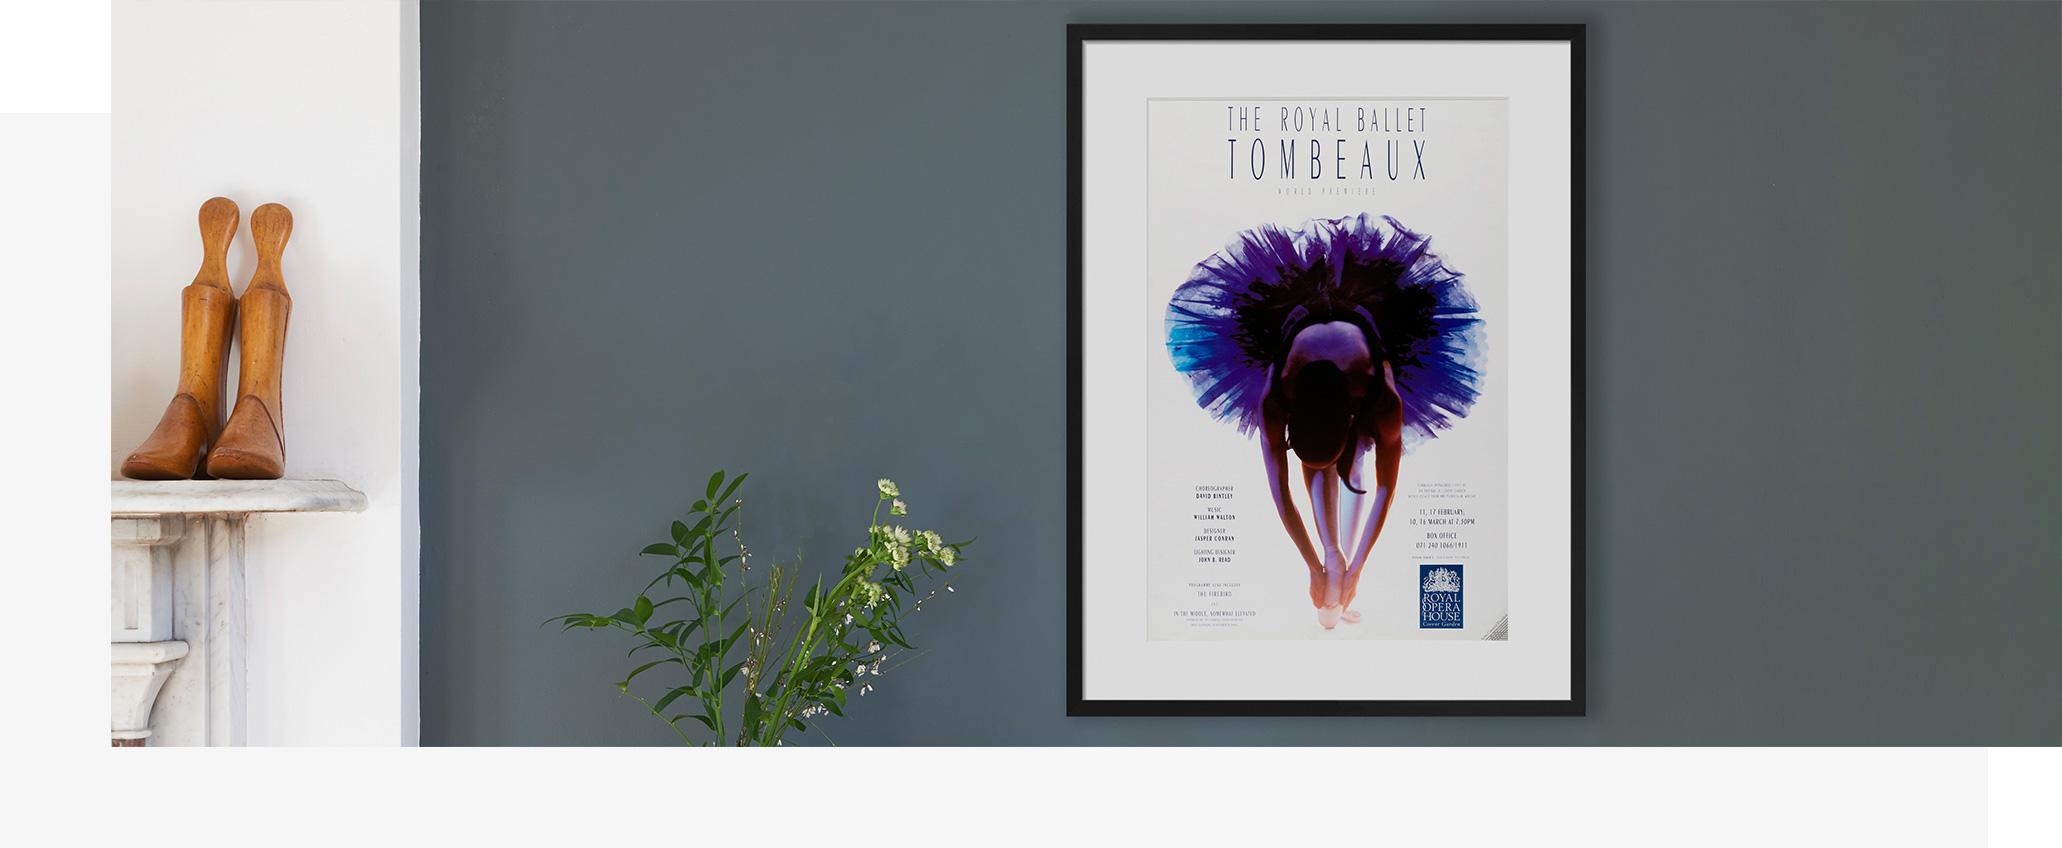 THE ROYAL BALLET
TOMBEAUX
WORLD PREMIERE
CHOREOGRAPHER
DAVID BINTLEY
MUSIC
WILLIAM WALTON
DESIGNER
JASPER CONRAN
LIGHTING DESIGNER
JOHN B. READ
PROGRAMME ALSO INCLUDES
THE FIREBIRD
AND
IN THE MIDDLE, SOMEWHAT ELEVATED
11, 17 FEBRUARY,
10, 16 MARCH AT 7.30PM
BOX OFFICE
071 240 1066/1911
ROYAL
OPERA
HOUSE
Covent Garden